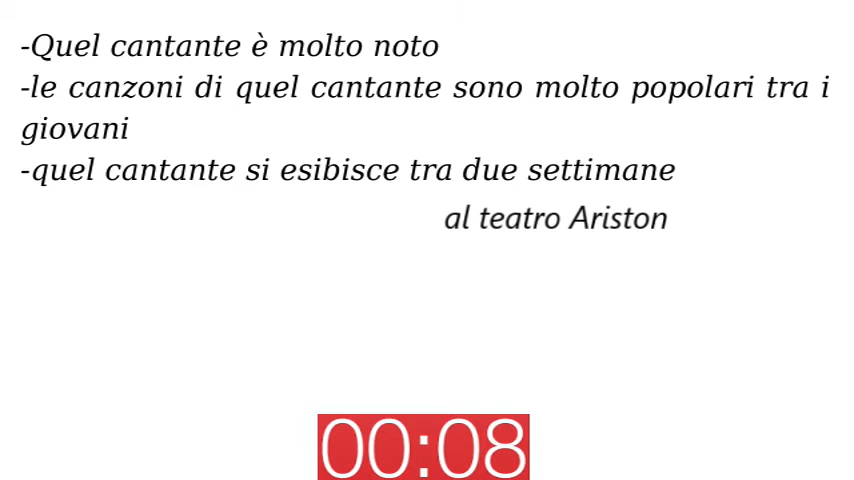 -Quel cantante è molto noto
-le canzoni di quel cantante sono molto popolari tra i
giovani
-quel cantante si esibisce tra due settimane
al teatro Ariston
00:08